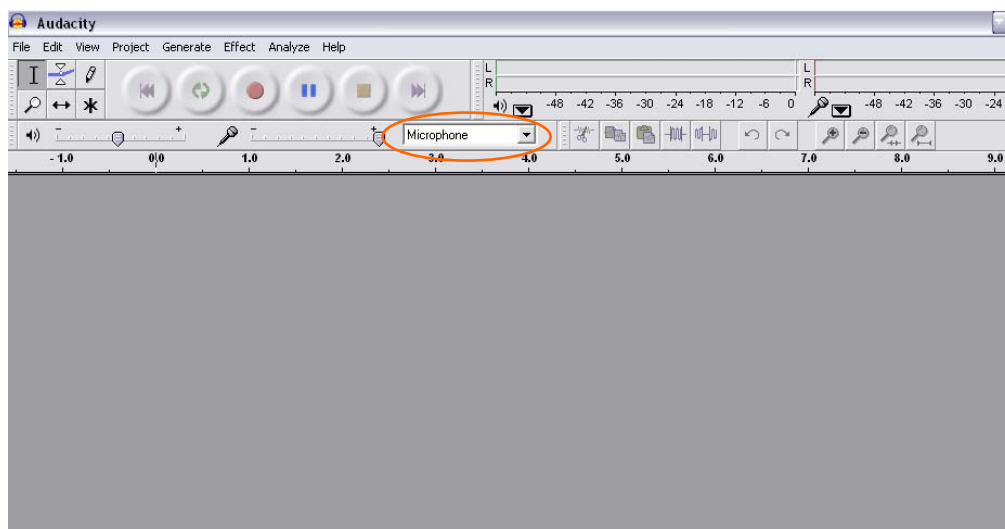 Audacity
File Edit View Project Generate Effect Analyze Help
L
R
-48 -42 -36 -30 -24 -18 -12 -6 0
L
R
-48 -42 -36 -30 -24
- + - + Microphone
- 1.0 0.0 1.0 2.0 3.0 4.0 5.0 6.0 7.0 8.0 9.0